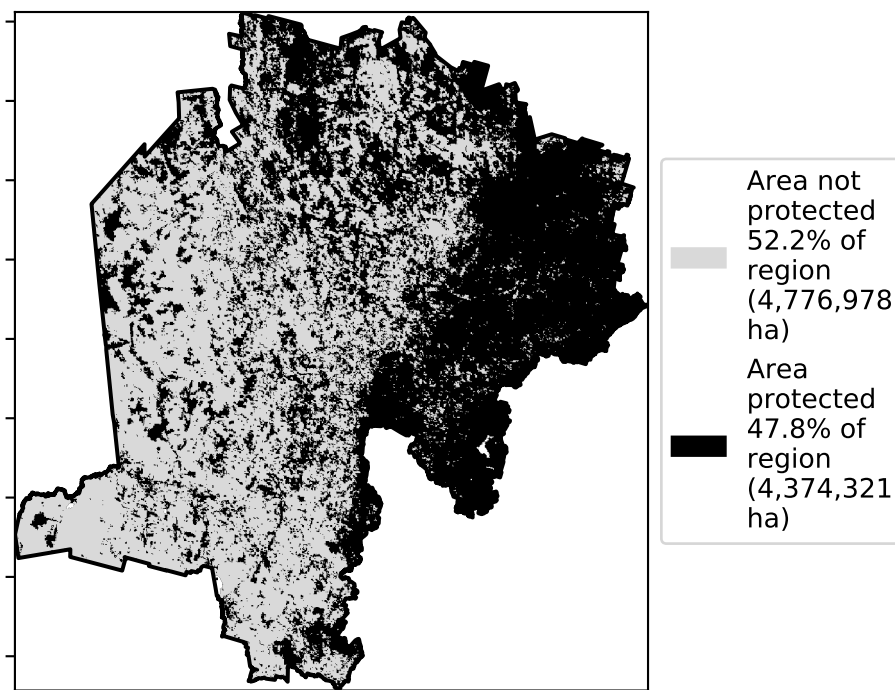 Area not
protected
52.2% of
region
(4,776,978
ha)
Area
protected
47.8% of
region
(4,374,321
ha)